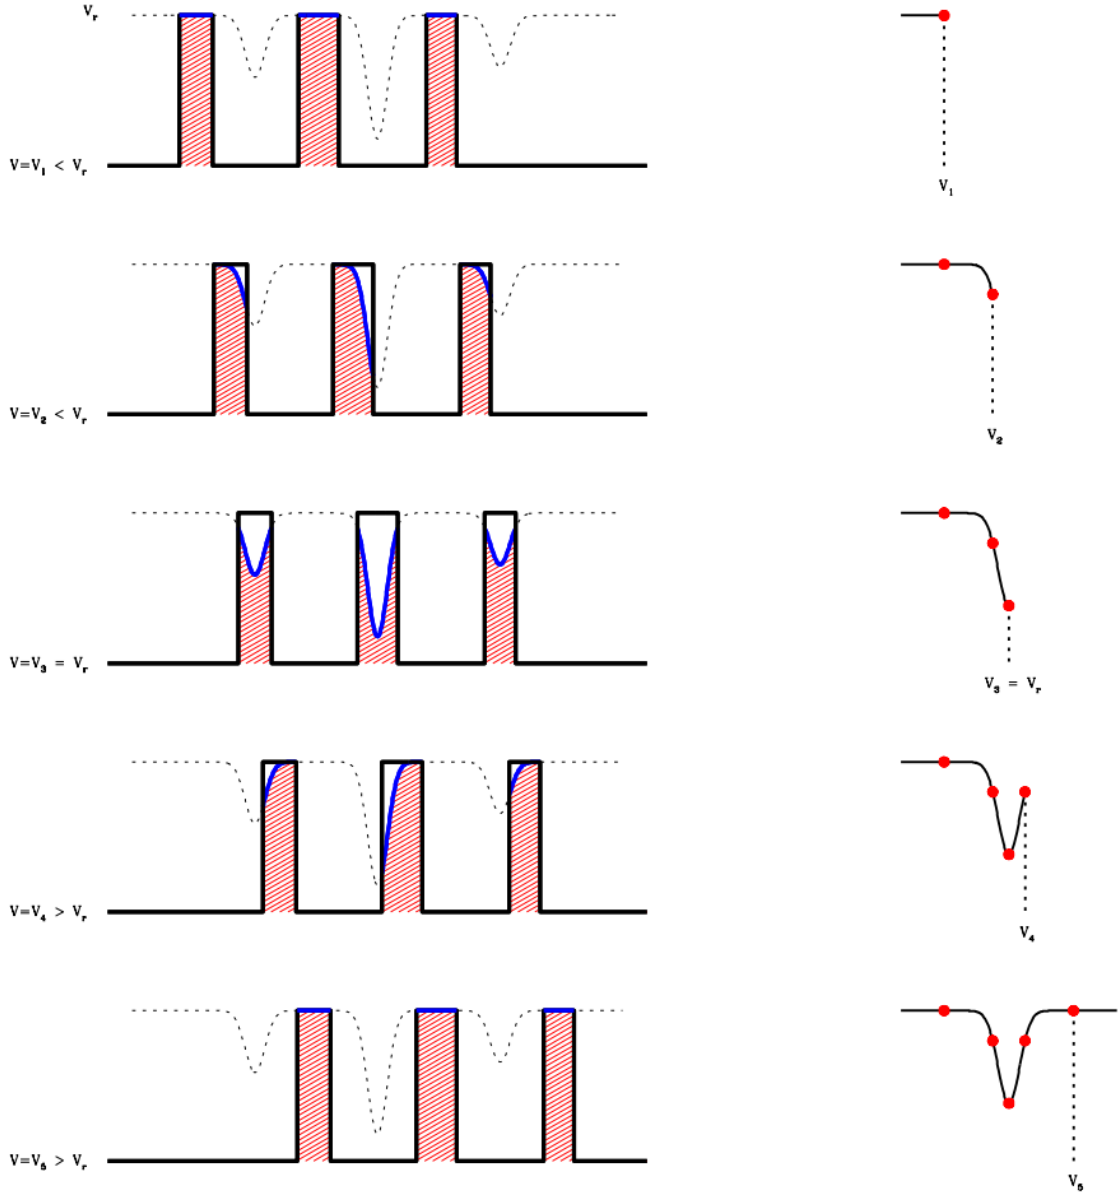 Vᵣ
V=V₁ < Vᵣ
V₁
V=V₂ < Vᵣ
V₂
V=V₃ = Vᵣ
V₃ = Vᵣ
V=V₄ > Vᵣ
V₄
V=V₅ > Vᵣ
V₅